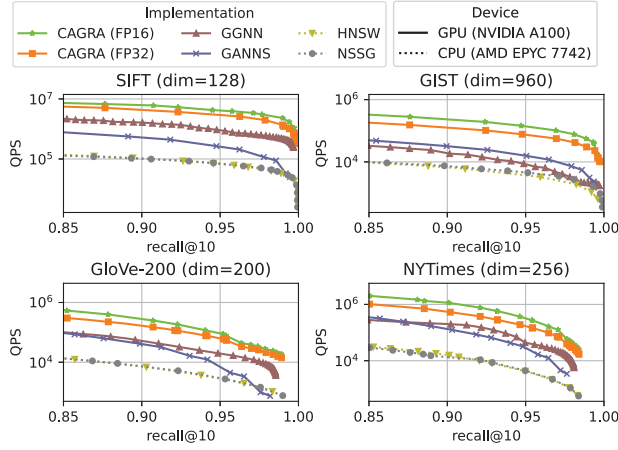 Implementation
Device
CAGRA (FP16)
GGNN
HNSW
GPU (NVIDIA A100)
CAGRA (FP32)
GANNS
NSSG
CPU (AMD EPYC 7742)
SIFT (dim=128)
GIST (dim=960)
QPS
10^7
10^5
0.85 0.90 0.95 1.00
recall@10
QPS
10^6
10^4
0.85 0.90 0.95 1.00
recall@10
GloVe-200 (dim=200)
NYTimes (dim=256)
QPS
10^6
10^4
0.85 0.90 0.95 1.00
recall@10
QPS
10^6
10^4
0.85 0.90 0.95 1.00
recall@10